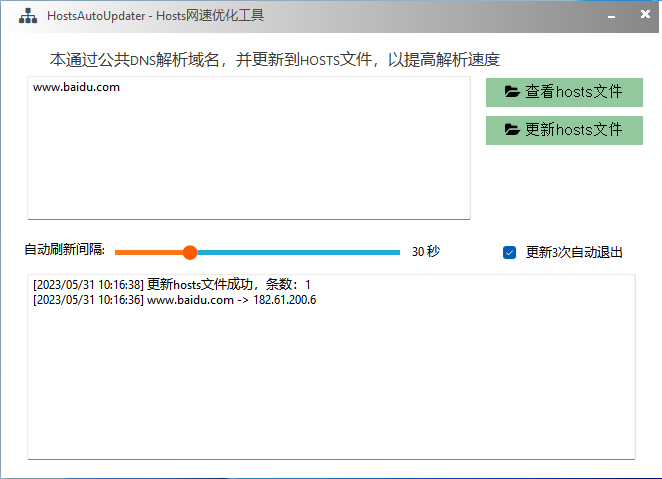 HostsAutoUpdater - Hosts网速优化工具
本通过公共DNS解析域名，并更新到HOSTS文件，以提高解析速度
www.baidu.com
查看hosts文件
更新hosts文件
自动刷新间隔:
30 秒
更新3次自动退出
[2023/05/31 10:16:38] 更新hosts文件成功，条数：1
[2023/05/31 10:16:36] www.baidu.com -> 182.61.200.6